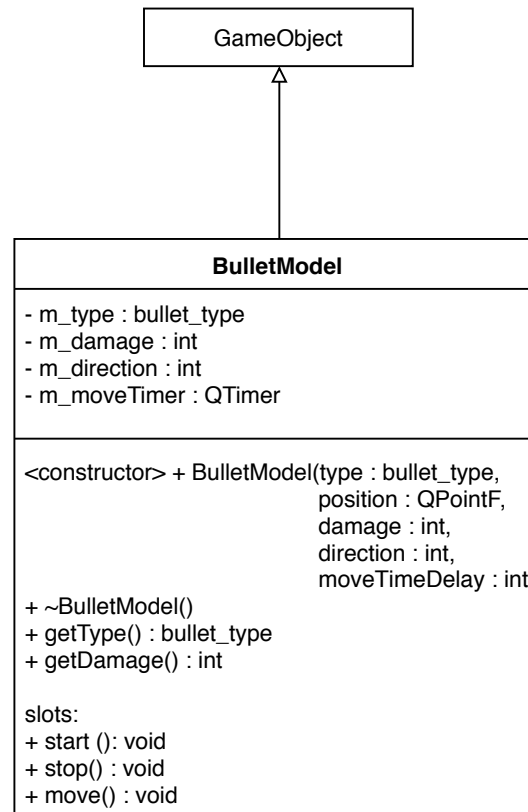 GameObject
BulletModel
- m_type : bullet_type
- m_damage : int
- m_direction : int
- m_moveTimer : QTimer
<constructor> + BulletModel(type : bullet_type,
position : QPointF,
damage : int,
direction : int,
moveTimeDelay : int
+ ~BulletModel()
+ getType() : bullet_type
+ getDamage() : int
slots:
+ start (): void
+ stop() : void
+ move() : void